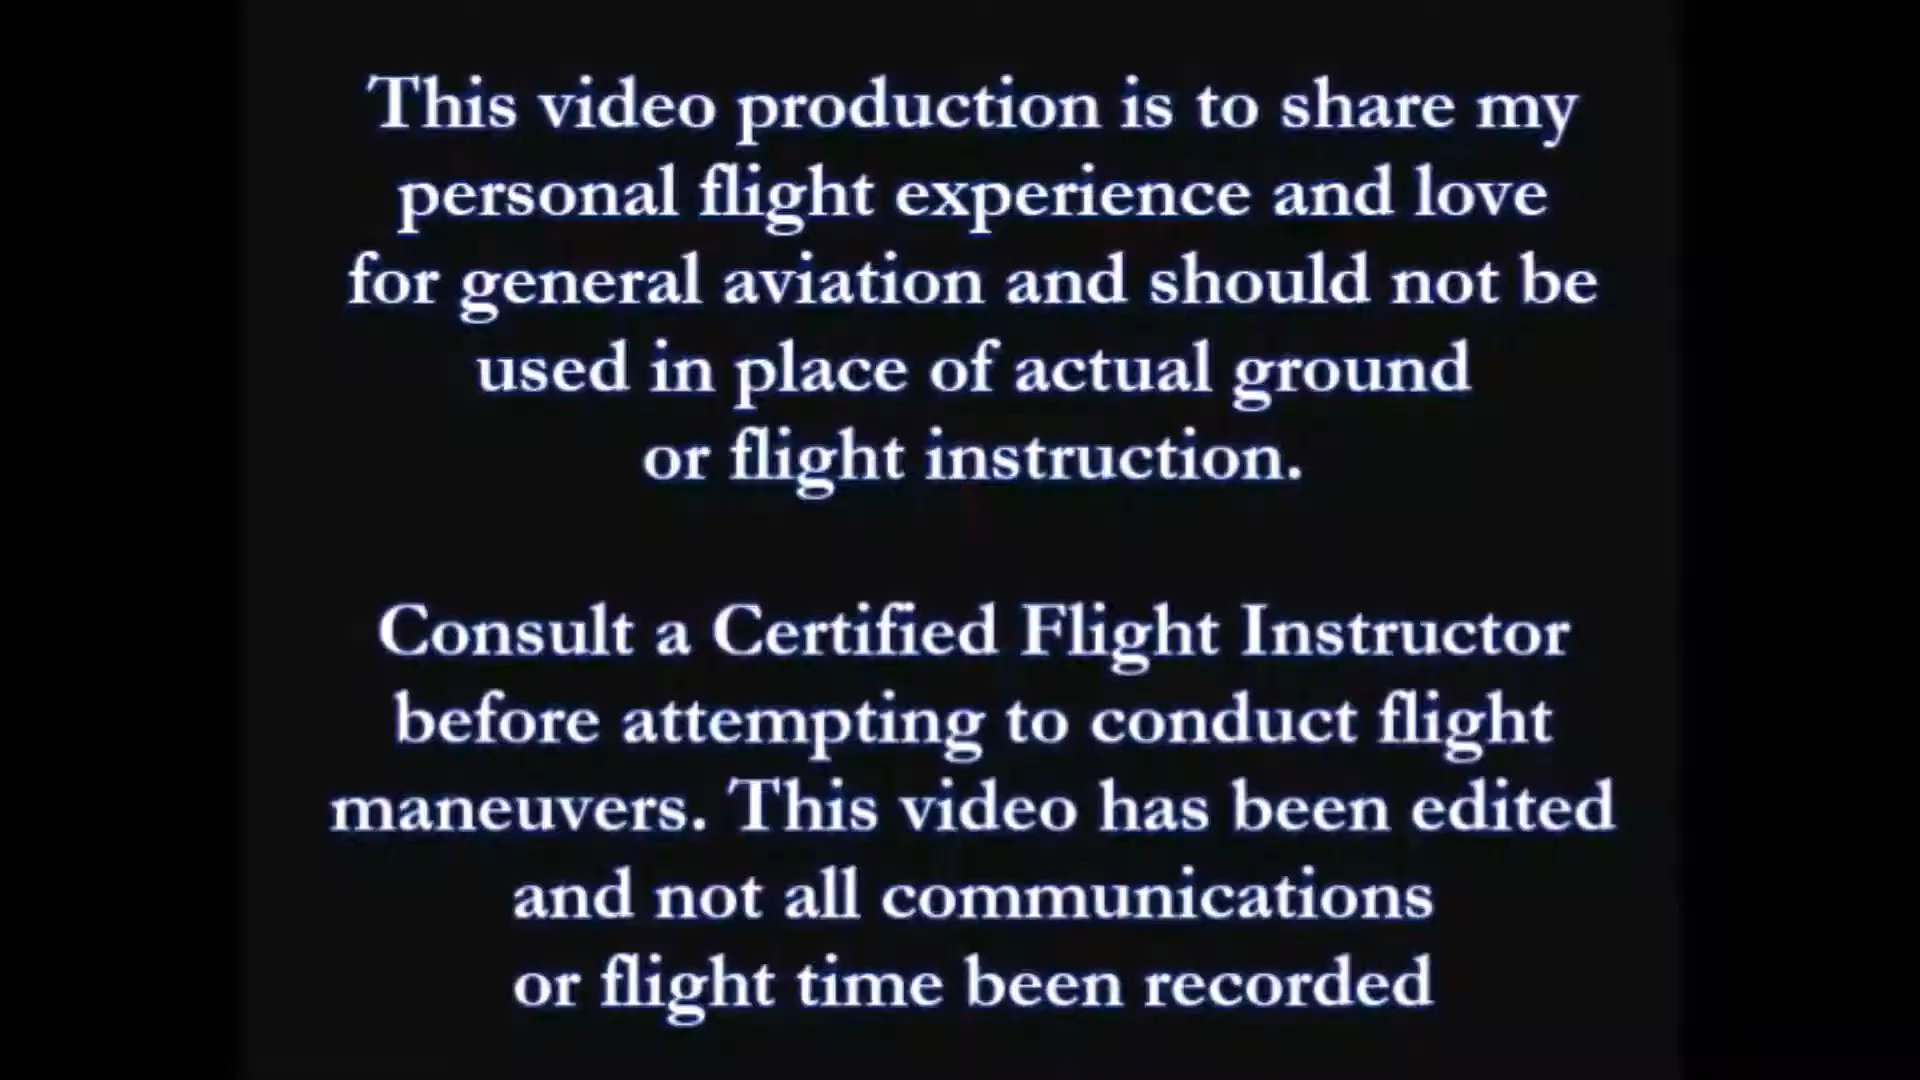 This video production is to share my
personal flight experience and love
for general aviation and should not be
used in place of actual ground
or flight instruction.
Consult a Certified Flight Instructor
before attempting to conduct flight
maneuvers. This video has been edited
and not all communications
or flight time been recorded